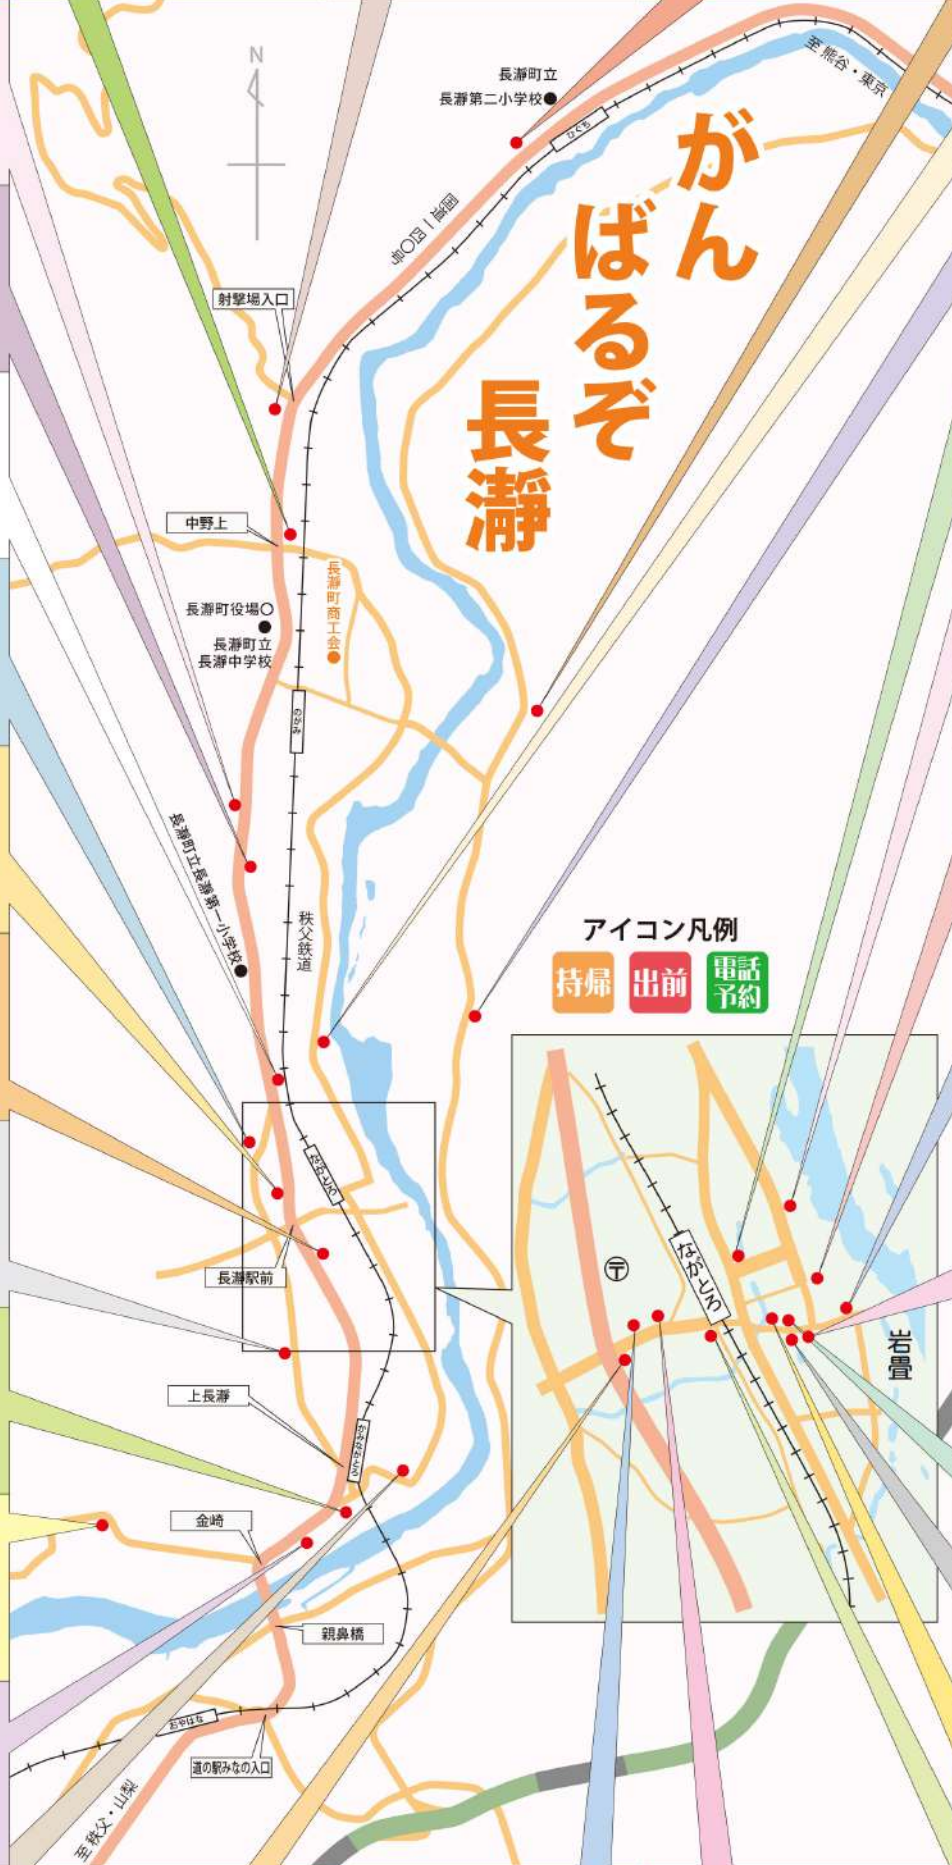 N
長瀞町立
長瀞第二小学校
至 熊谷・東京
ひぐち
がん
ばるぞ
長瀞
国道一四〇号
射撃場入口
中野上
長瀞町商工会
長瀞町役場
長瀞町立
長瀞中学校
のがみ
長瀞町立長瀞第一小学校
秩父鉄道
アイコン凡例
持帰
出前
電話
予約
ながとろ
長瀞駅前
〒
ながとろ
岩畳
上長瀞
かみながとろ
金崎
親鼻橋
おやはな
道の駅みなの入口
至 秩父・山梨